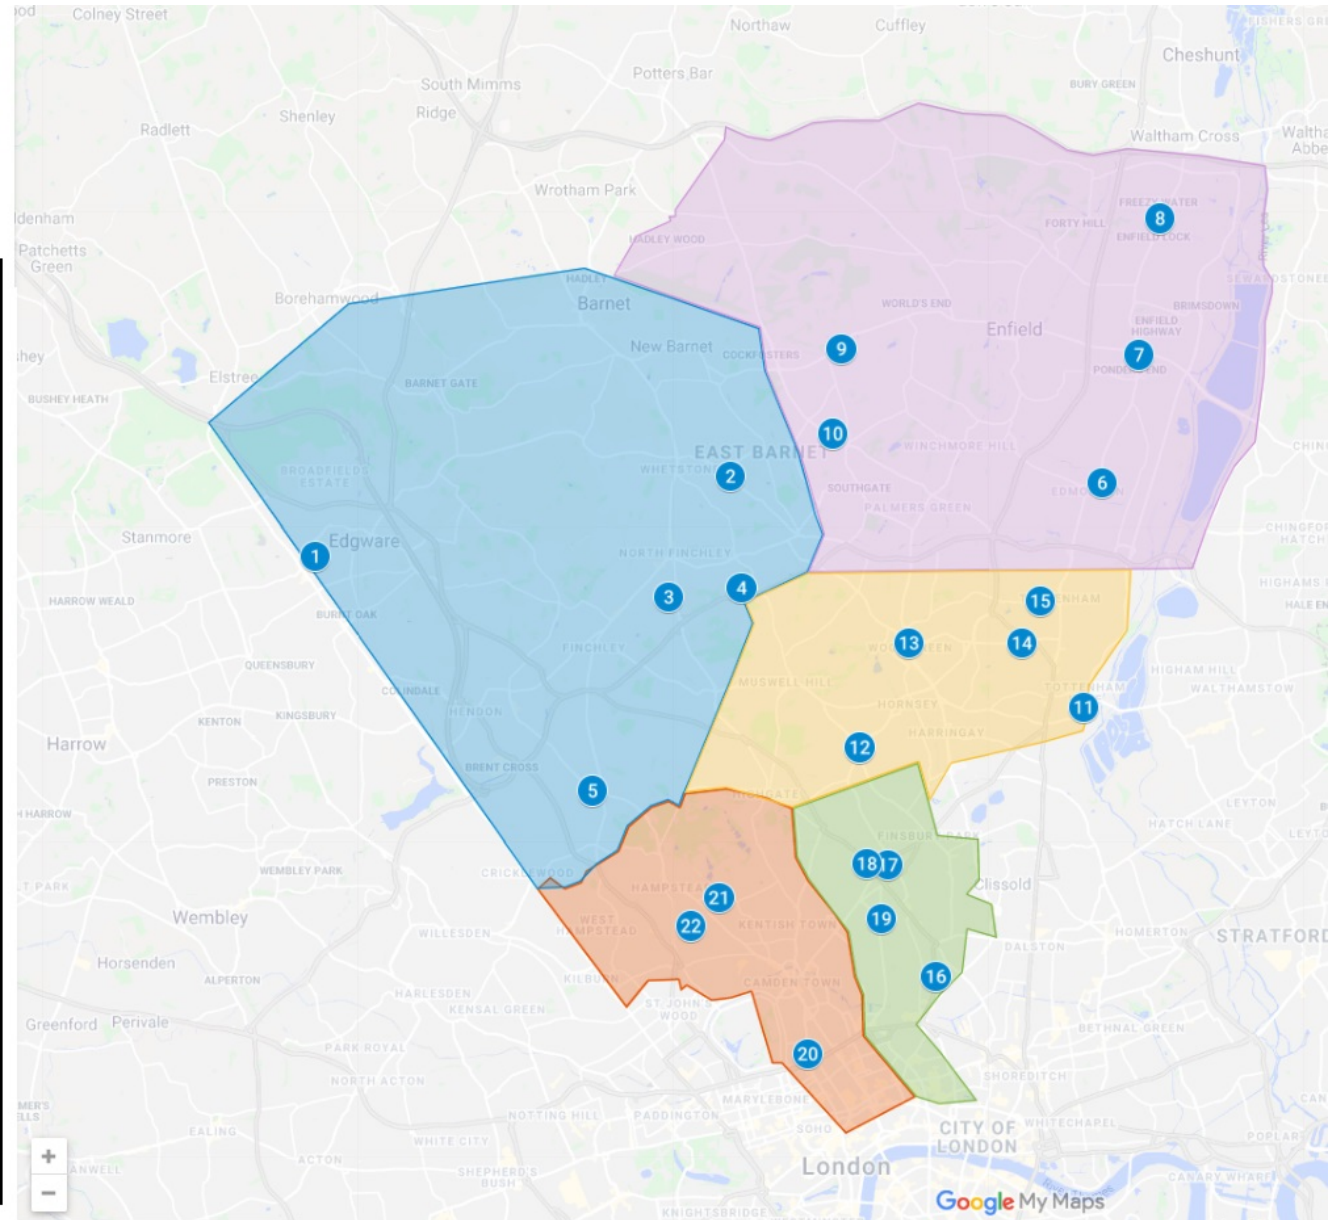 Colney Street
Northaw
Cuffley
Cheshunt
South Mimms
Potters Bar
BURY GREEN
Shenley
Ridge
Radlett
Waltham Cross
Wrotham Park
FREEZY WATER
8
FORTY HILL
ENFIELD LOCK
Patchetts
Green
HADLEY WOOD
SEWARDSTONE
HADLEY
Borehamwood
Barnet
WORLD'S END
BRIMSDOWN
Enfield
ENFIELD
HIGHWAY
New Barnet
COCKFOSTERS
9
7
PONDERS END
Elstree
BARNET GATE
BUSHEY HEATH
10
WINCHMORE HILL
EAST BARNET
BROADFIELDS
ESTATE
WHETSTONE
2
SOUTHGATE
6
PALMERS GREEN
Stanmore
Edgware
1
NORTH FINCHLEY
HARROW WEALD
BURNT OAK
3
4
15
FINCHLEY
13
14
QUEENSBURY
MUSWELL HILL
HIGHAM HILL
COLINDALE
TOTTENHAM
WALTHAMSTOW
HORNSEY
11
KENTON
KINGSBURY
HENDON
HARRINGAY
Harrow
12
BRENT CROSS
PRESTON
5
HIGHGATE
LEYTON
HATCH LANE
FINSBURY PARK
WEMBLEY PARK
CRICKLEWOOD
18
17
HAMPSTEAD
Clissold
21
Wembley
WEST
HAMPSTEAD
22
KENTISH TOWN
19
WILLESDEN
HOMERTON
STRATFORD
DALSTON
Horsenden
ALPERTON
KILBURN
CAMDEN TOWN
16
HARLESDEN
ST JOHN'S
WOOD
KENSAL GREEN
Greenford
Perivale
BETHNAL GREEN
PARK ROYAL
20
SHOREDITCH
NORTH ACTON
MARYLEBONE
NOTTING HILL
PADDINGTON
EALING
SOHO
CITY OF
LONDON
WHITECHAPEL
WHITE CITY
POPLAR
ACTON
SHEPHERD'S
BUSH
London
CANARY WHARF
KNIGHTSBRIDGE
Google My Maps